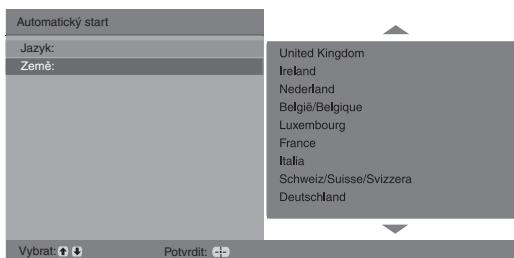 Automatický start
Jazyk:
Země:
United Kingdom
Ireland
Nederland
België/Belgique
Luxembourg
France
Italia
Schweiz/Suisse/Svizzera
Deutschland
Vybrat:
Potvrdit: